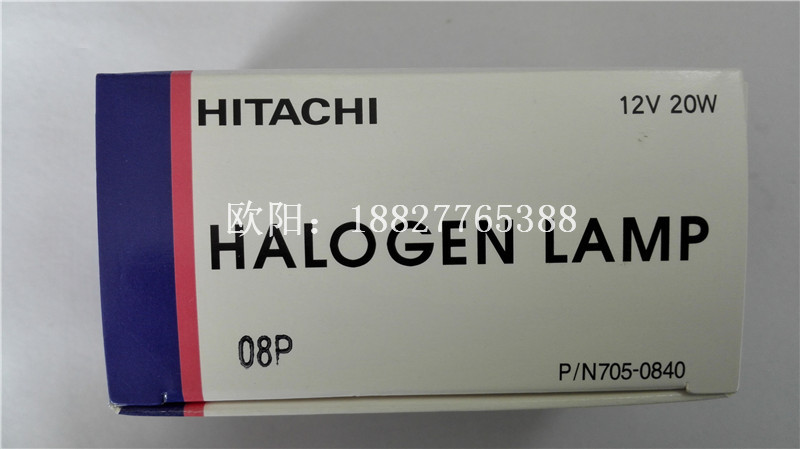 HITACHI
12V 20W
欧阳：18827765388
HALOGEN LAMP
08P
P/N705-0840